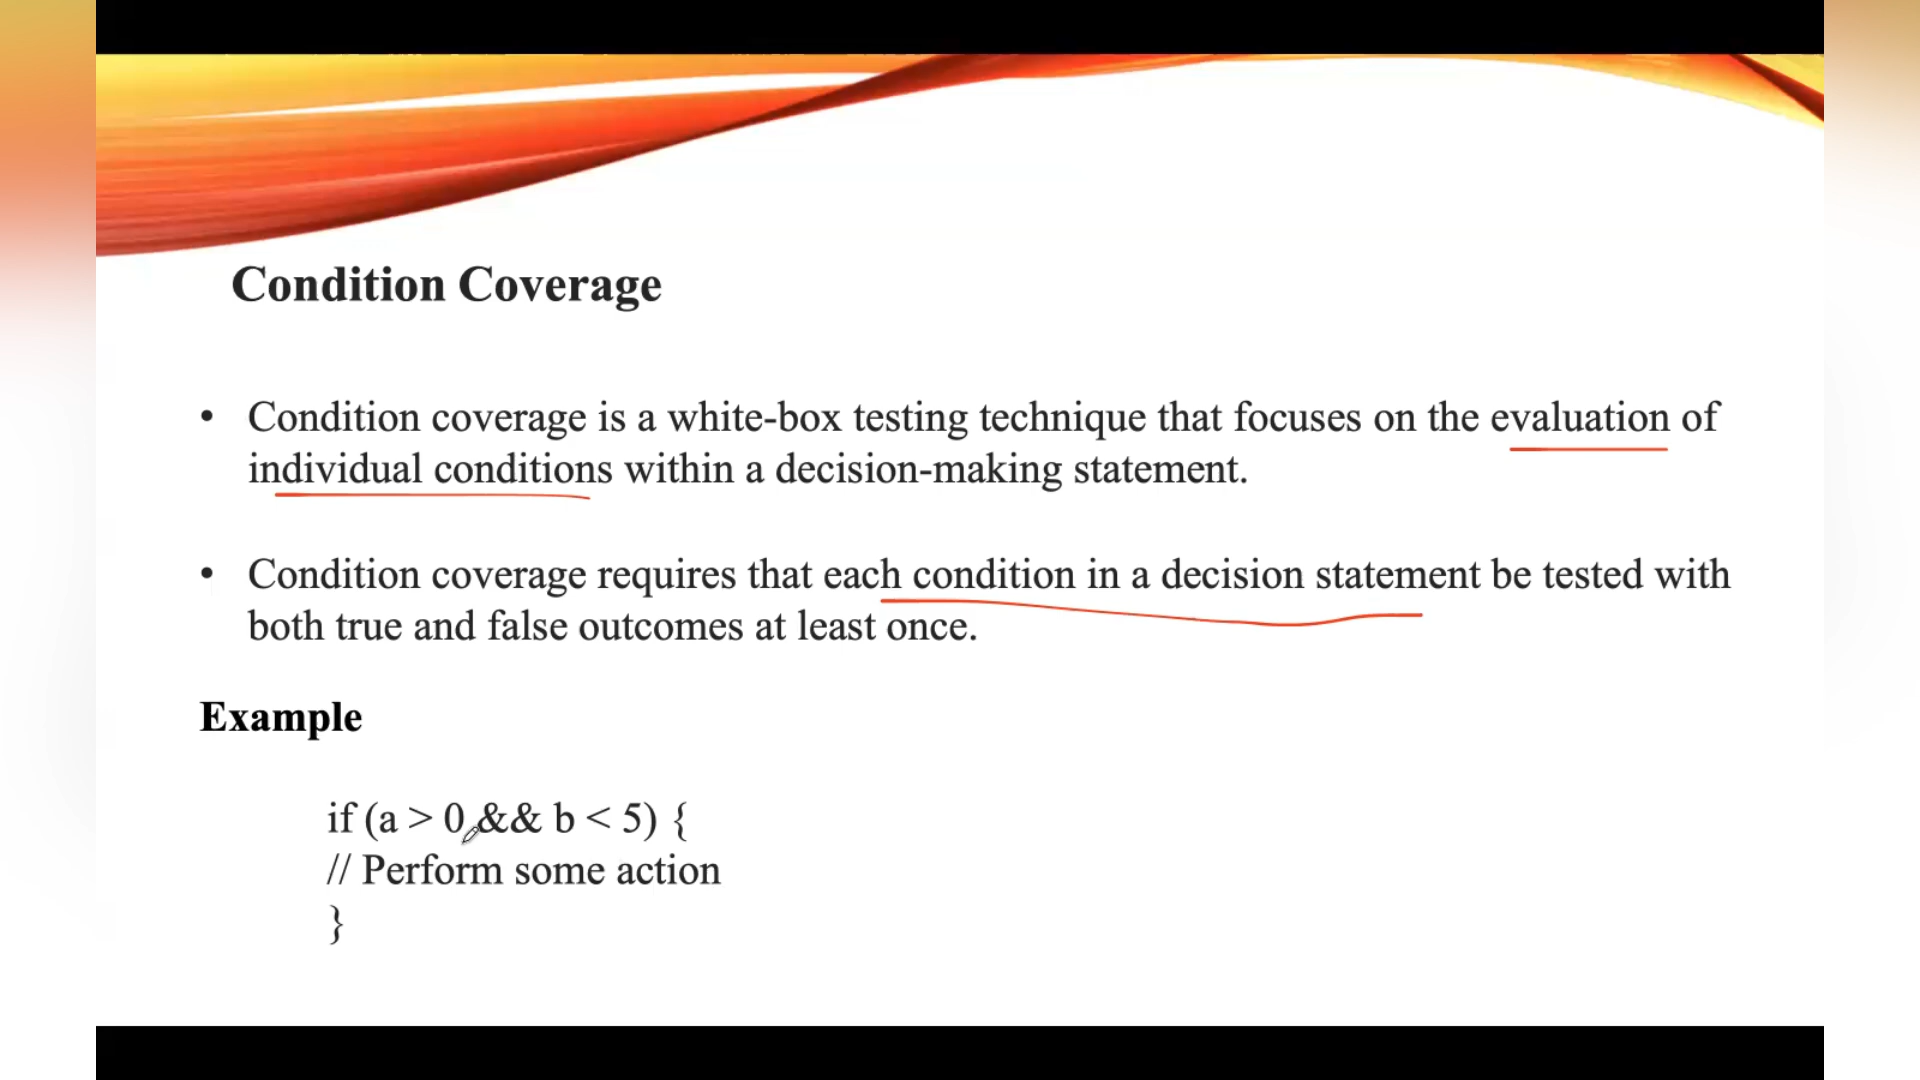 Condition Coverage
• Condition coverage is a white-box testing technique that focuses on the evaluation of
individual conditions within a decision-making statement.
• Condition coverage requires that each condition in a decision statement be tested with
both true and false outcomes at least once.
Example
if (a > 0 && b < 5) {
// Perform some action
}